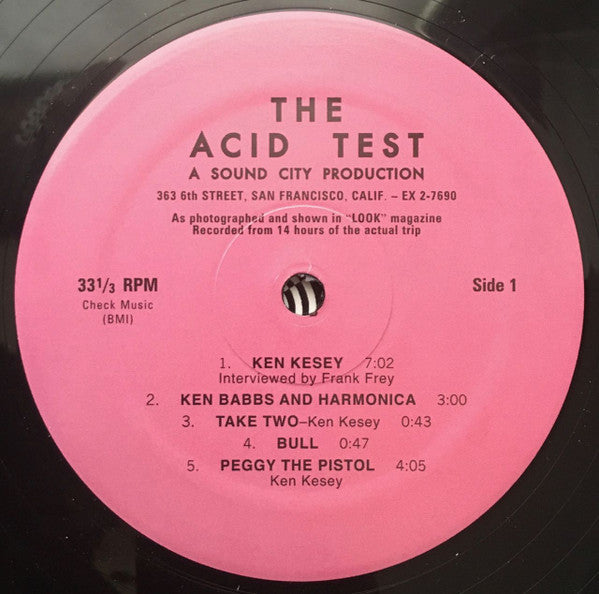 THE
ACID TEST
A SOUND CITY PRODUCTION
363 6th STREET, SAN FRANCISCO, CALIF. – EX 2-7690
As photographed and shown in "LOOK" magazine
Recorded from 14 hours of the actual trip
33 1/3 RPM
Check Music
(BMI)
Side 1
1. KEN KESEY 7:02
Interviewed by Frank Frey
2. KEN BABBS AND HARMONICA 3:00
3. TAKE TWO–Ken Kesey 0:43
4. BULL 0:47
5. PEGGY THE PISTOL 4:05
Ken Kesey